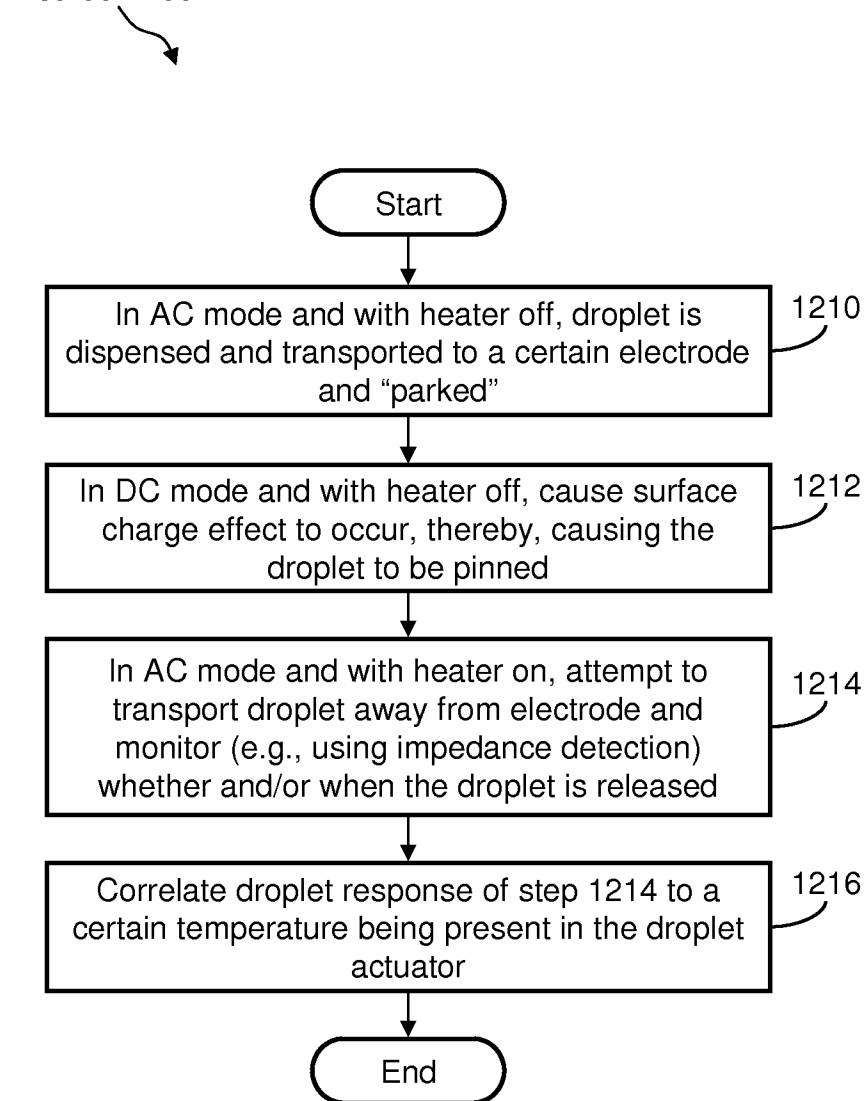 Start
In AC mode and with heater off, droplet is
dispensed and transported to a certain electrode
and “parked”
1210
In DC mode and with heater off, cause surface
charge effect to occur, thereby, causing the
droplet to be pinned
1212
In AC mode and with heater on, attempt to
transport droplet away from electrode and
monitor (e.g., using impedance detection)
whether and/or when the droplet is released
1214
Correlate droplet response of step 1214 to a
certain temperature being present in the droplet
actuator
1216
End